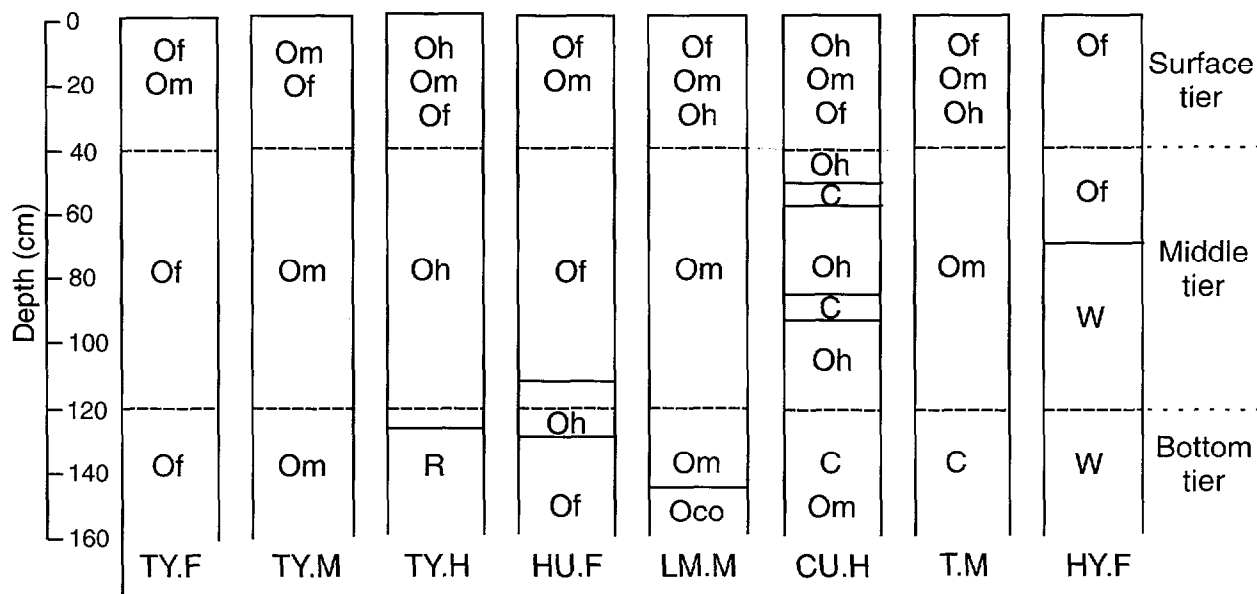 0
20
40
60
80
100
120
140
160
Depth (cm)
Of
Om
Of
Of
TY.F
Om
Of
Om
Om
TY.M
Oh
Om
Of
Oh
R
TY.H
Of
Om
Of
Oh
Of
HU.F
Of
Om
Oh
Om
Om
Oco
LM.M
Oh
Om
Of
Oh
C
Oh
C
Oh
C
Om
CU.H
Of
Om
Oh
Om
C
T.M
Of
Of
W
W
HY.F
Surface
tier
Middle
tier
Bottom
tier